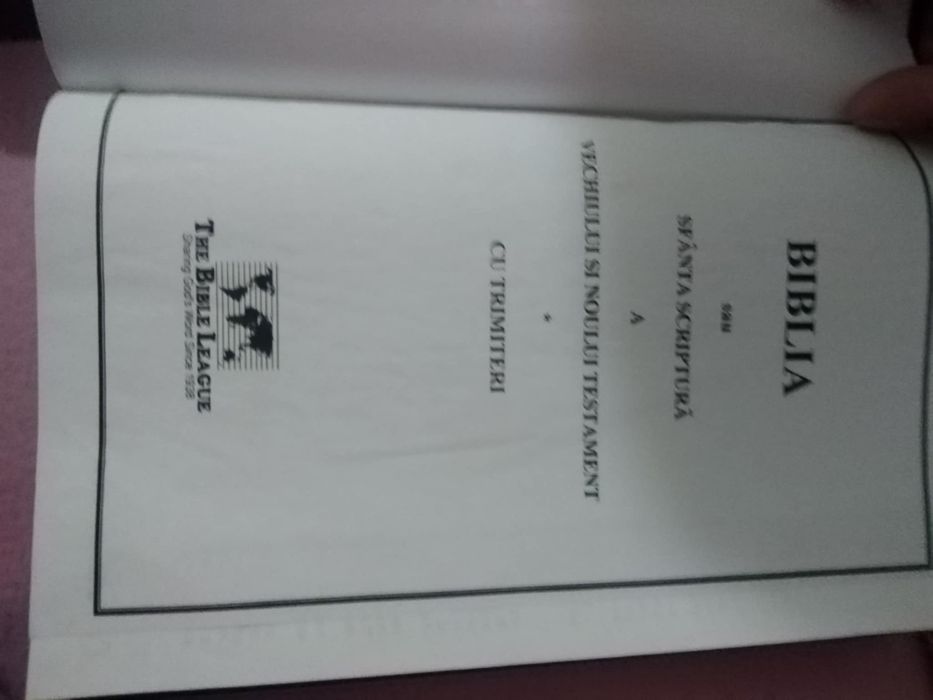 BIBLIA
sau
SFÂNTA SCRIPTURĂ
A
VECHIULUI ȘI NOULUI TESTAMENT
*
CU TRIMITERI
THE BIBLE LEAGUE
Sharing God's Word Since 1938